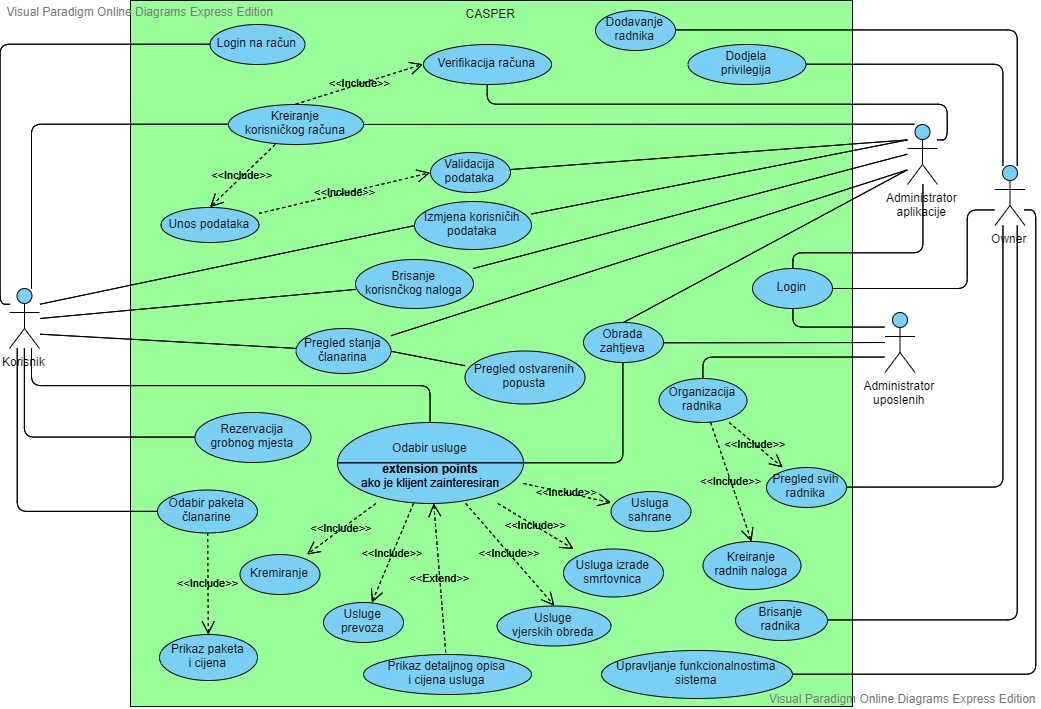 Visual Paradigm Online Diagrams Express Edition
CASPER
Login na račun
Dodavanje
radnika
Verifikacija računa
Dodjela
privilegija
<<Include>>
Kreiranje
korisničkog računa
<<Include>>
<<Include>>
Validacija
podataka
Unos podataka
Izmjena korisničih
podataka
Administrator
aplikacije
Owner
Brisanje
korisnčkog naloga
Login
Korisnik
Pregled stanja
članarina
Obrada
zahtjeva
Pregled ostvarenih
popusta
Administrator
uposlenih
Organizacija
radnika
Rezervacija
grobnog mjesta
Odabir usluge
extension points
ako je klijent zainteresiran
<<Include>>
<<Include>>
Pregled svih
radnika
<<Include>>
Odabir paketa
članarine
Usluga
sahrane
<<Include>>
<<Include>>
<<Include>>
<<Include>>
<<Extend>>
<<Include>>
Kremiranje
Usluga izrade
smrtovnica
Kreiranje
radnih naloga
Usluge
prevoza
Usluge
vjerskih obreda
Brisanje
radnika
Prikaz paketa
i cijena
Prikaz detaljnog opisa
i cijena usluga
Upravljanje funkcionalnostima
sistema
Visual Paradigm Online Diagrams Express Edition